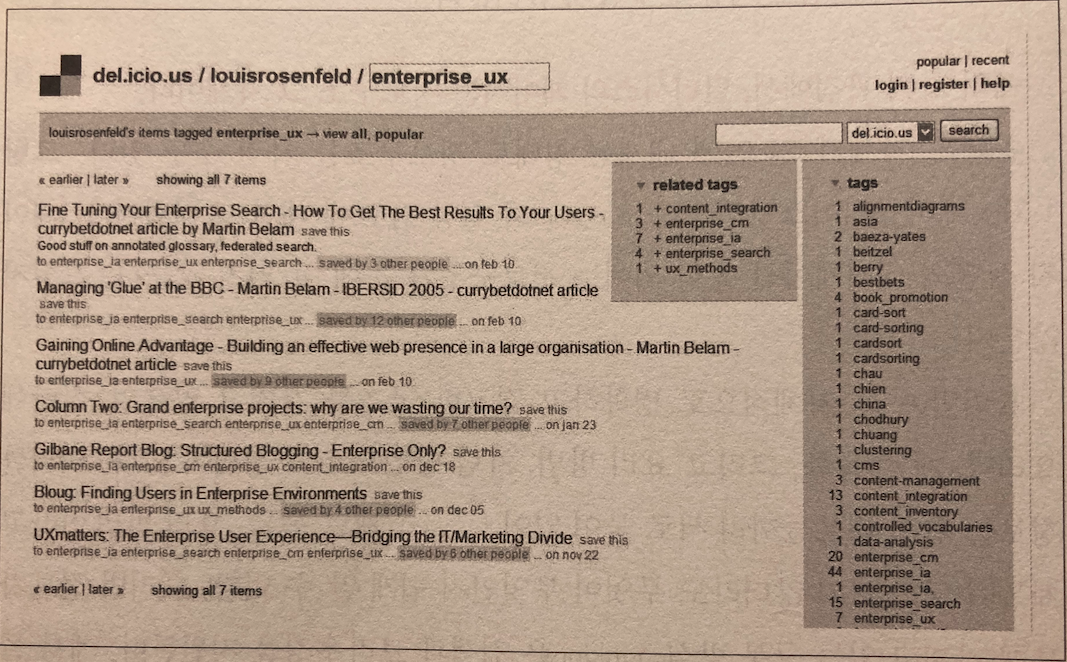 del.icio.us / louisrosenfeld / enterprise_ux
popular | recent
login | register | help
louisrosenfeld's items tagged enterprise_ux → view all, popular
del.icio.us
search
« earlier | later » showing all 7 items
Fine Tuning Your Enterprise Search - How To Get The Best Results To Your Users -
currybetdotnet article by Martin Belam save this
Good stuff on annotated glossary, federated search.
to enterprise_ia enterprise_ux enterprise_search ... saved by 3 other people ... on feb 10
Managing 'Glue' at the BBC - Martin Belam - IBERSID 2005 - currybetdotnet article
save this
to enterprise_ia enterprise_search enterprise_ux ... saved by 12 other people ... on feb 10
Gaining Online Advantage - Building an effective web presence in a large organisation - Martin Belam -
currybetdotnet article save this
to enterprise_ia enterprise_ux ... saved by 9 other people ... on feb 10
Column Two: Grand enterprise projects: why are we wasting our time? save this
to enterprise_ia enterprise_search enterprise_ux enterprise_cm ... saved by 7 other people ... on jan 23
Gilbane Report Blog: Structured Blogging - Enterprise Only? save this
to enterprise_ia enterprise_cm enterprise_ux content_integration ... on dec 18
Bloug: Finding Users in Enterprise Environments save this
to enterprise_ia enterprise_ux ux_methods ... saved by 4 other people ... on dec 05
UXmatters: The Enterprise User Experience—Bridging the IT/Marketing Divide save this
to enterprise_ia enterprise_search enterprise_cm enterprise_ux ... saved by 6 other people ... on nov 22
« earlier | later » showing all 7 items
▼ related tags
1 + content_integration
3 + enterprise_cm
7 + enterprise_ia
4 + enterprise_search
1 + ux_methods
▼ tags
1 alignmentdiagrams
1 asia
2 baeza-yates
1 beitzel
1 berry
1 bestbets
4 book_promotion
1 card-sort
1 card-sorting
1 cardsort
1 cardsorting
1 chau
1 chien
1 china
1 chodhury
1 chuang
1 clustering
1 cms
3 content-management
13 content_integration
3 content_inventory
1 controlled_vocabularies
1 data-analysis
20 enterprise_cm
44 enterprise_ia
1 enterprise_ia,
15 enterprise_search
7 enterprise_ux